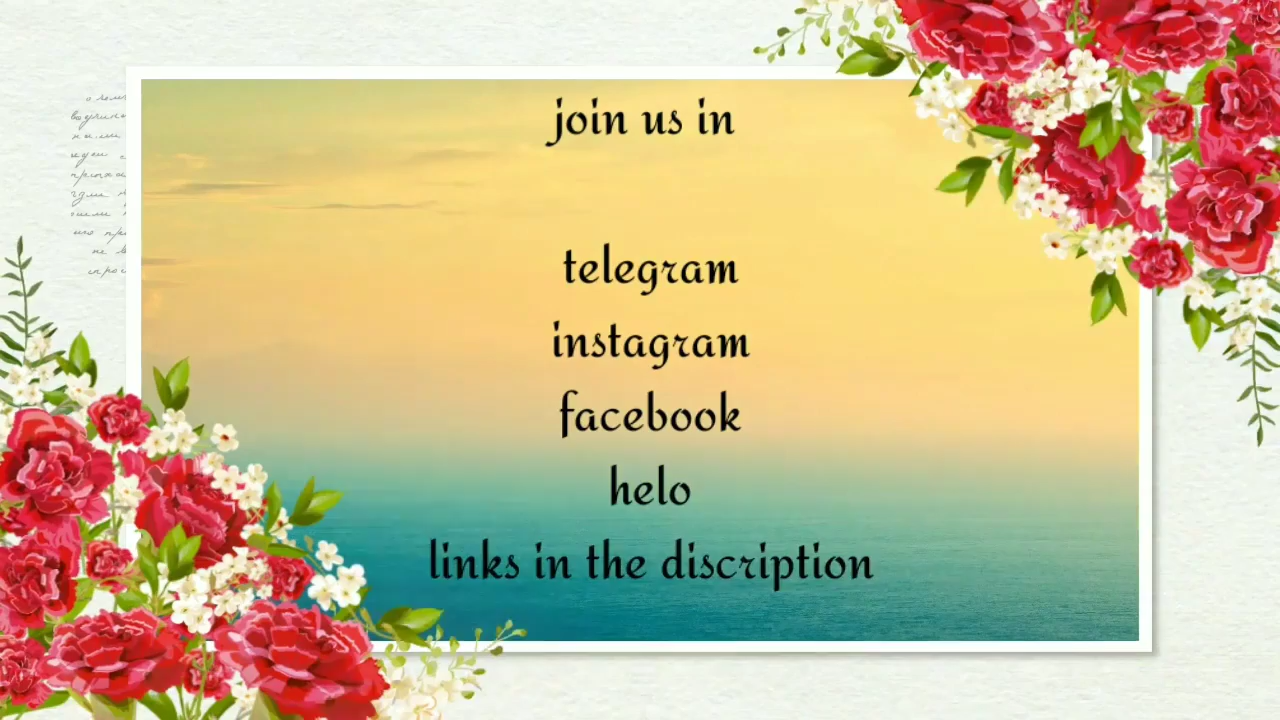 join us in
telegram
instagram
facebook
helo
links in the discription